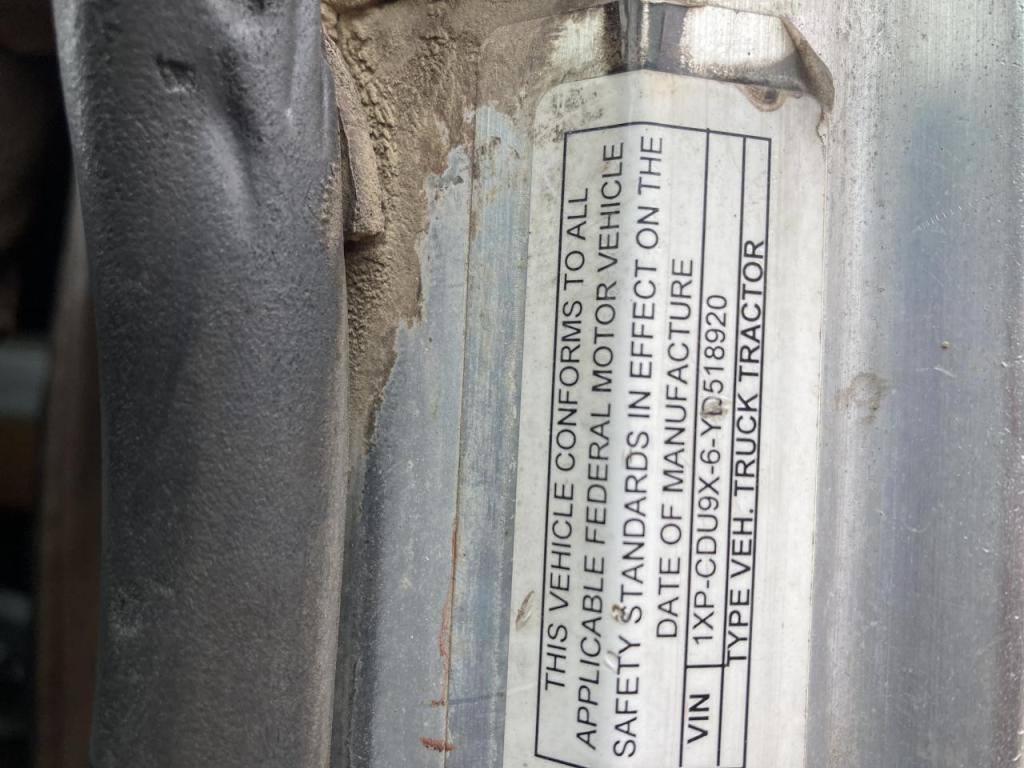 THIS VEHICLE CONFORMS TO ALL
APPLICABLE FEDERAL MOTOR VEHICLE
SAFETY STANDARDS IN EFFECT ON THE
DATE OF MANUFACTURE
VIN 1XP-CDU9X-6-YD518920
TYPE VEH. TRUCK TRACTOR